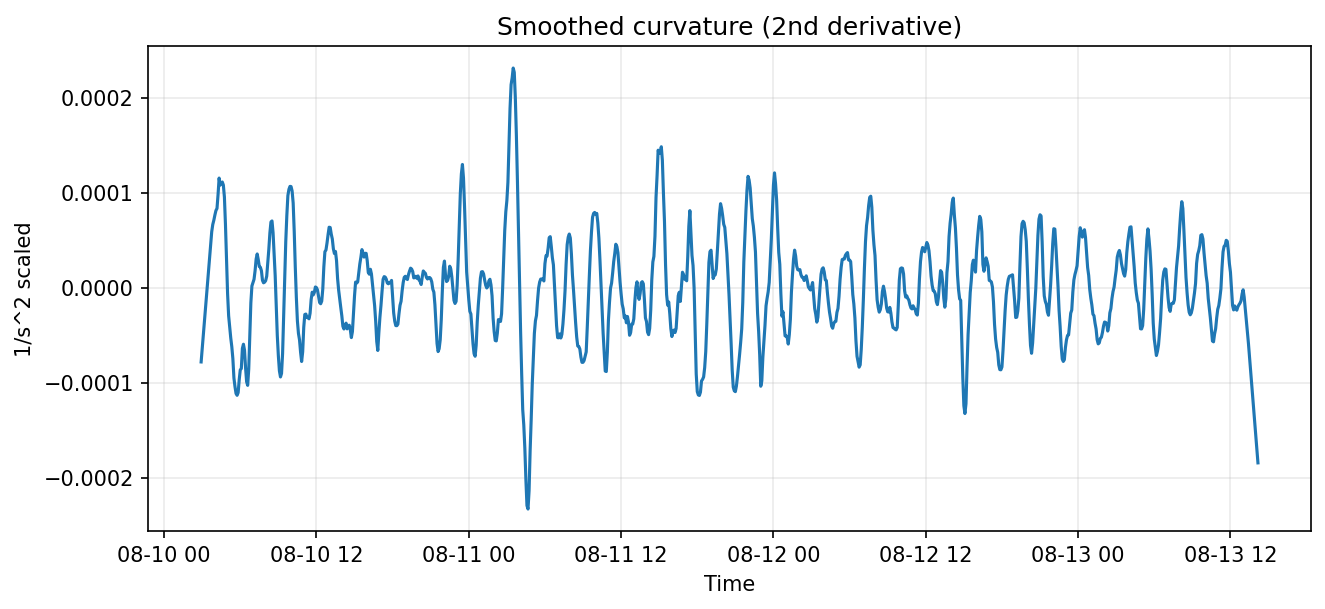 Smoothed curvature (2nd derivative)
1/s^2 scaled
0.0002
0.0001
0.0000
−0.0001
−0.0002
08-10 00 08-10 12 08-11 00 08-11 12 08-12 00 08-12 12 08-13 00 08-13 12
Time